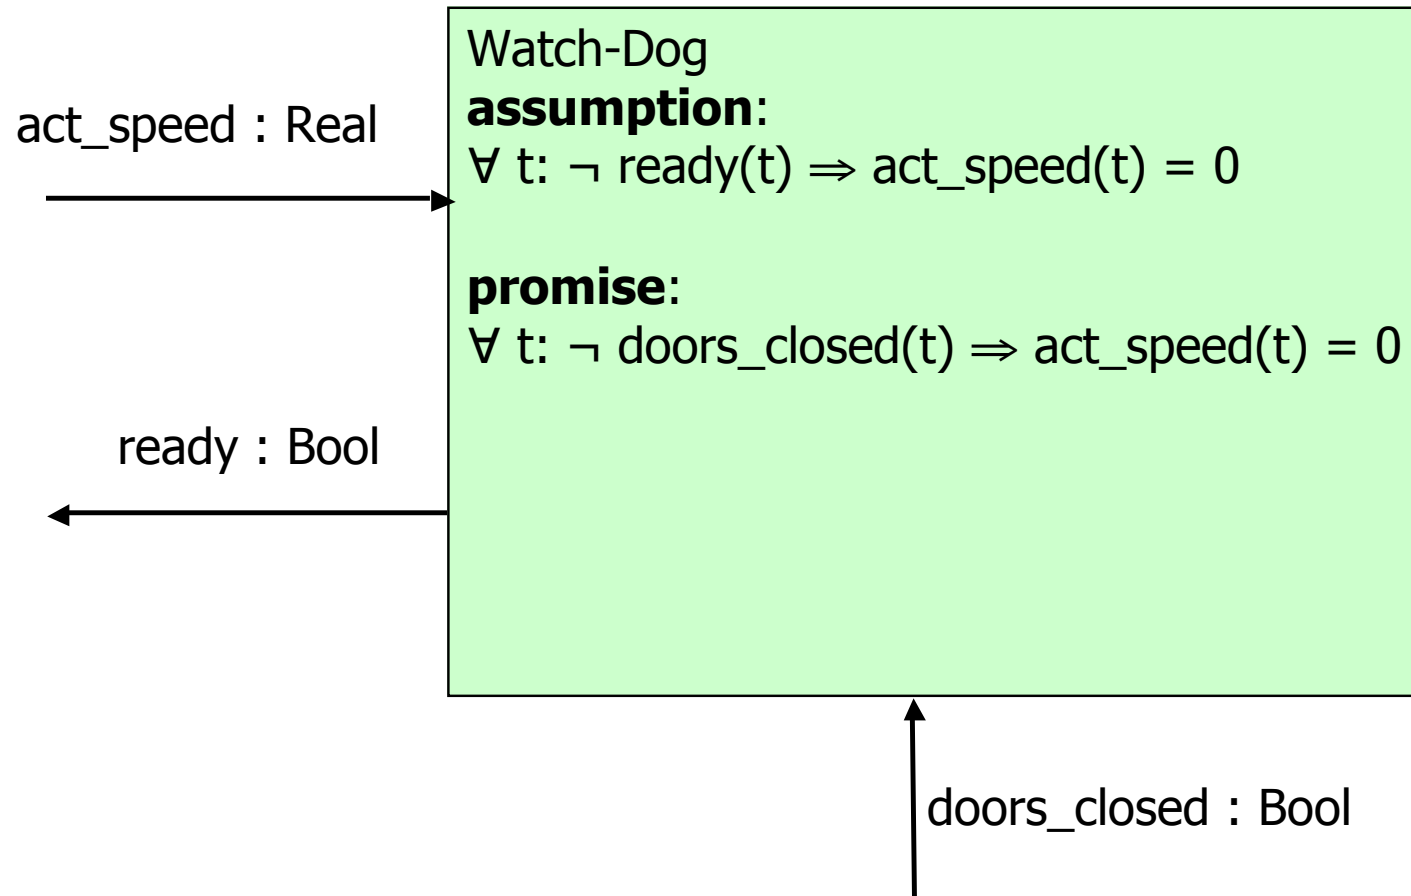 Watch-Dog
assumption:
act_speed : Real
∀ t: ¬ ready(t) ⇒ act_speed(t) = 0
promise:
∀ t: ¬ doors_closed(t) ⇒ act_speed(t) = 0
ready : Bool
doors_closed : Bool